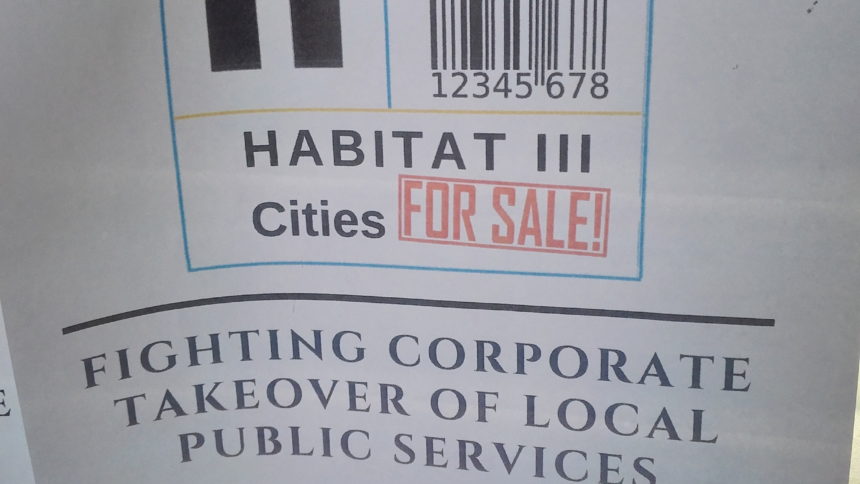 12345678
HABITAT III
Cities FOR SALE!
FIGHTING CORPORATE
TAKEOVER OF LOCAL
PUBLIC SERVICES
E